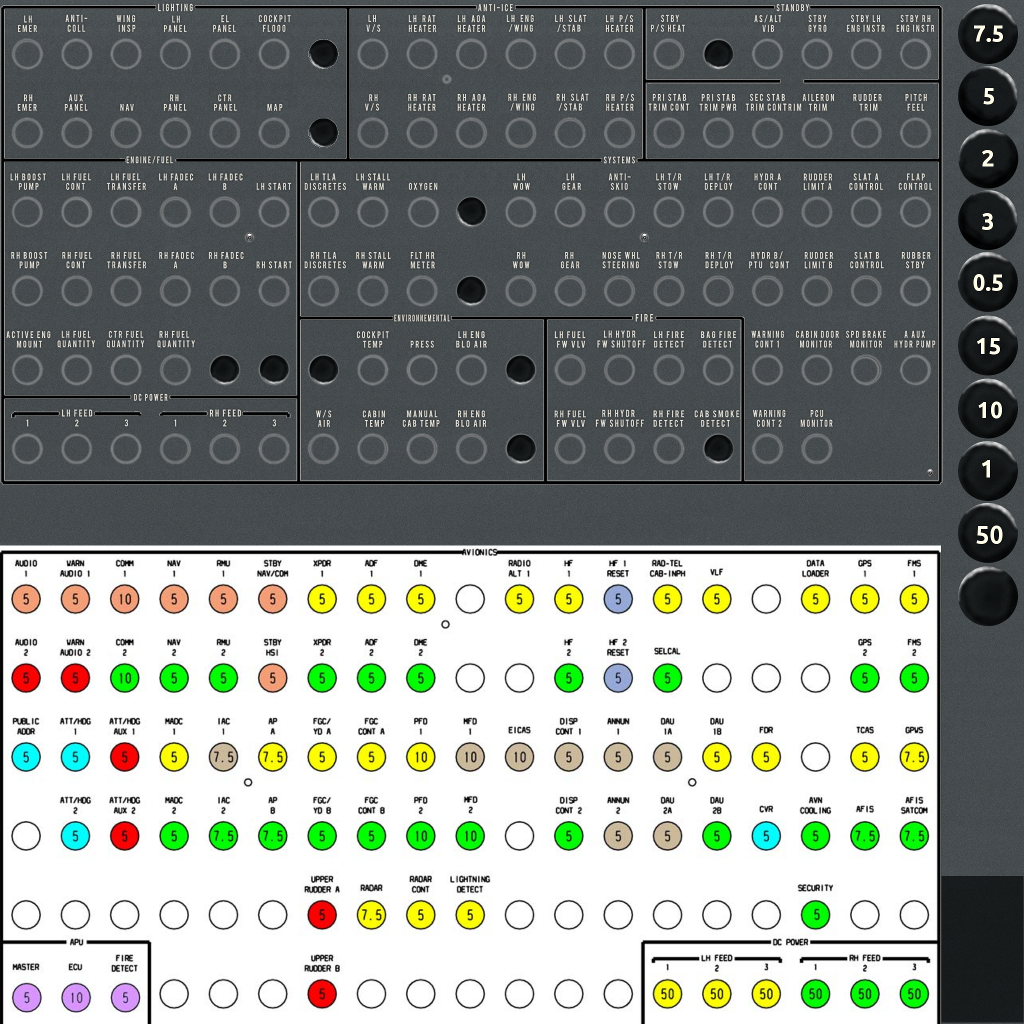 LIGHTING ANTI-ICE STANDBY
LH EMER ANTI-COLL WING INSP LH PANEL EL PANEL COCKPIT FLOOO LH V/S LH RAT HEATER LH AOA HEATER LH ENG /WING LH SLAT /STAB LH P/S HEATER STBY P/S HEAT AS/ALT VIB STBY GYRO STBY LH ENG INSTR STBY RH ENG INSTR
RH EMER AUX PANEL NAV RH PANEL CTR PANEL MAP RH V/S RH RAT HEATER RH AOA HEATER RH ENG /WING RH SLAT /STAB RH P/S HEATER PRI STAB TRIM CONT PRI STAB TRIM PWR SEC STAB TRIM CONTRIM AILERON TRIM RUDDER TRIM PITCH FEEL
ENGINE/FUEL SYSTEMS
LH BOOST PUMP LH FUEL CONT LH FUEL TRANSFER LH FADEC A LH FADEC B LH START LH TLA DISCRETES LH STALL WARM OXYGEN LH WOW LH GEAR ANTI-SKIO LH T/R STOW LH T/R DEPLOY HYDR A CONT RUDDER LIMIT A SLAT A CONTROL FLAP CONTROL
RH BOOST PUMP RH FUEL CONT RH FUEL TRANSFER RH FADEC A RH FADEC B RH START RH TLA DISCRETES RH STALL WARM FLT HR METER RH WOW RH GEAR NOSE WHL STEERING RH T/R STOW RH T/R DEPLOY HYDR B/ PTU CONT RUDDER LIMIT B SLAT B CONTROL RUBBER STBY
ENVIRONNEMENTAL FIRE
ACTIVE ENG MOUNT LH FUEL QUANTITY CTR FUEL QUANTITY RH FUEL QUANTITY COCKPIT TEMP PRESS LH ENG BLO AIR LH FUEL FW VLV LH HYDR FW SHUTOFF LH FIRE DETECT BAG FIRE DETECT WARNING CONT 1 CABIN DOOR MONITOR SPD BRAKE MONITOR A AUX HYDR PUMP
DC POWER
LH FEED RH FEED
1 2 3 1 2 3 W/S AIR CABIN TEMP MANUAL CAB TEMP RH ENG BLO AIR RH FUEL FW VLV RH HYDR FW SHUTOFF RH FIRE DETECT CAB SMOKE DETECT WARNING CONT 2 PCU MONITOR
7.5
5
2
3
0.5
15
10
1
50
AVIONICS
AUDIO 1 WARN AUDIO 1 COMM 1 NAV 1 RMU 1 STBY NAV/COM XPDR 1 ADF 1 DME 1 RADIO ALT 1 HF 1 HF 1 RESET RAD-TEL CAB-INPH VLF DATA LOADER GPS 1 FMS 1
5 5 10 5 5 5 5 5 5 5 5 5 5 5 5 5 5
AUDIO 2 WARN AUDIO 2 COMM 2 NAV 2 RMU 2 STBY HSI XPDR 2 ADF 2 DME 2 HF 2 HF 2 RESET SELCAL GPS 2 FMS 2
5 5 10 5 5 5 5 5 5 5 5 5 5 5
PUBLIC ADDR ATT/HDG 1 ATT/HDG AUX 1 MADC 1 IAC 1 AP A FGC/ YD A FGC CONT A PFD 1 MFD 1 EICAS DISP CONT 1 ANNUN 1 DAU 1A DAU 1B FDR TCAS GPWS
5 5 5 5 7.5 7.5 5 5 10 10 10 5 5 5 5 5 5 7.5
ATT/HDG 2 ATT/HDG AUX 2 MADC 2 IAC 2 AP B FGC/ YD B FGC CONT B PFD 2 MFD 2 DISP CONT 2 ANNUN 2 DAU 2A DAU 2B CVR AVN COOLING AFIS AFIS SATCOM
5 5 5 7.5 7.5 5 5 10 10 5 5 5 5 5 5 7.5 7.5
UPPER RUDDER A RADAR RADAR CONT LIGHTNING DETECT SECURITY
5 7.5 5 5 5
APU DC POWER
MASTER ECU FIRE DETECT UPPER RUDDER B LH FEED 1 2 3 RH FEED 1 2 3
5 10 5 5 50 50 50 50 50 50